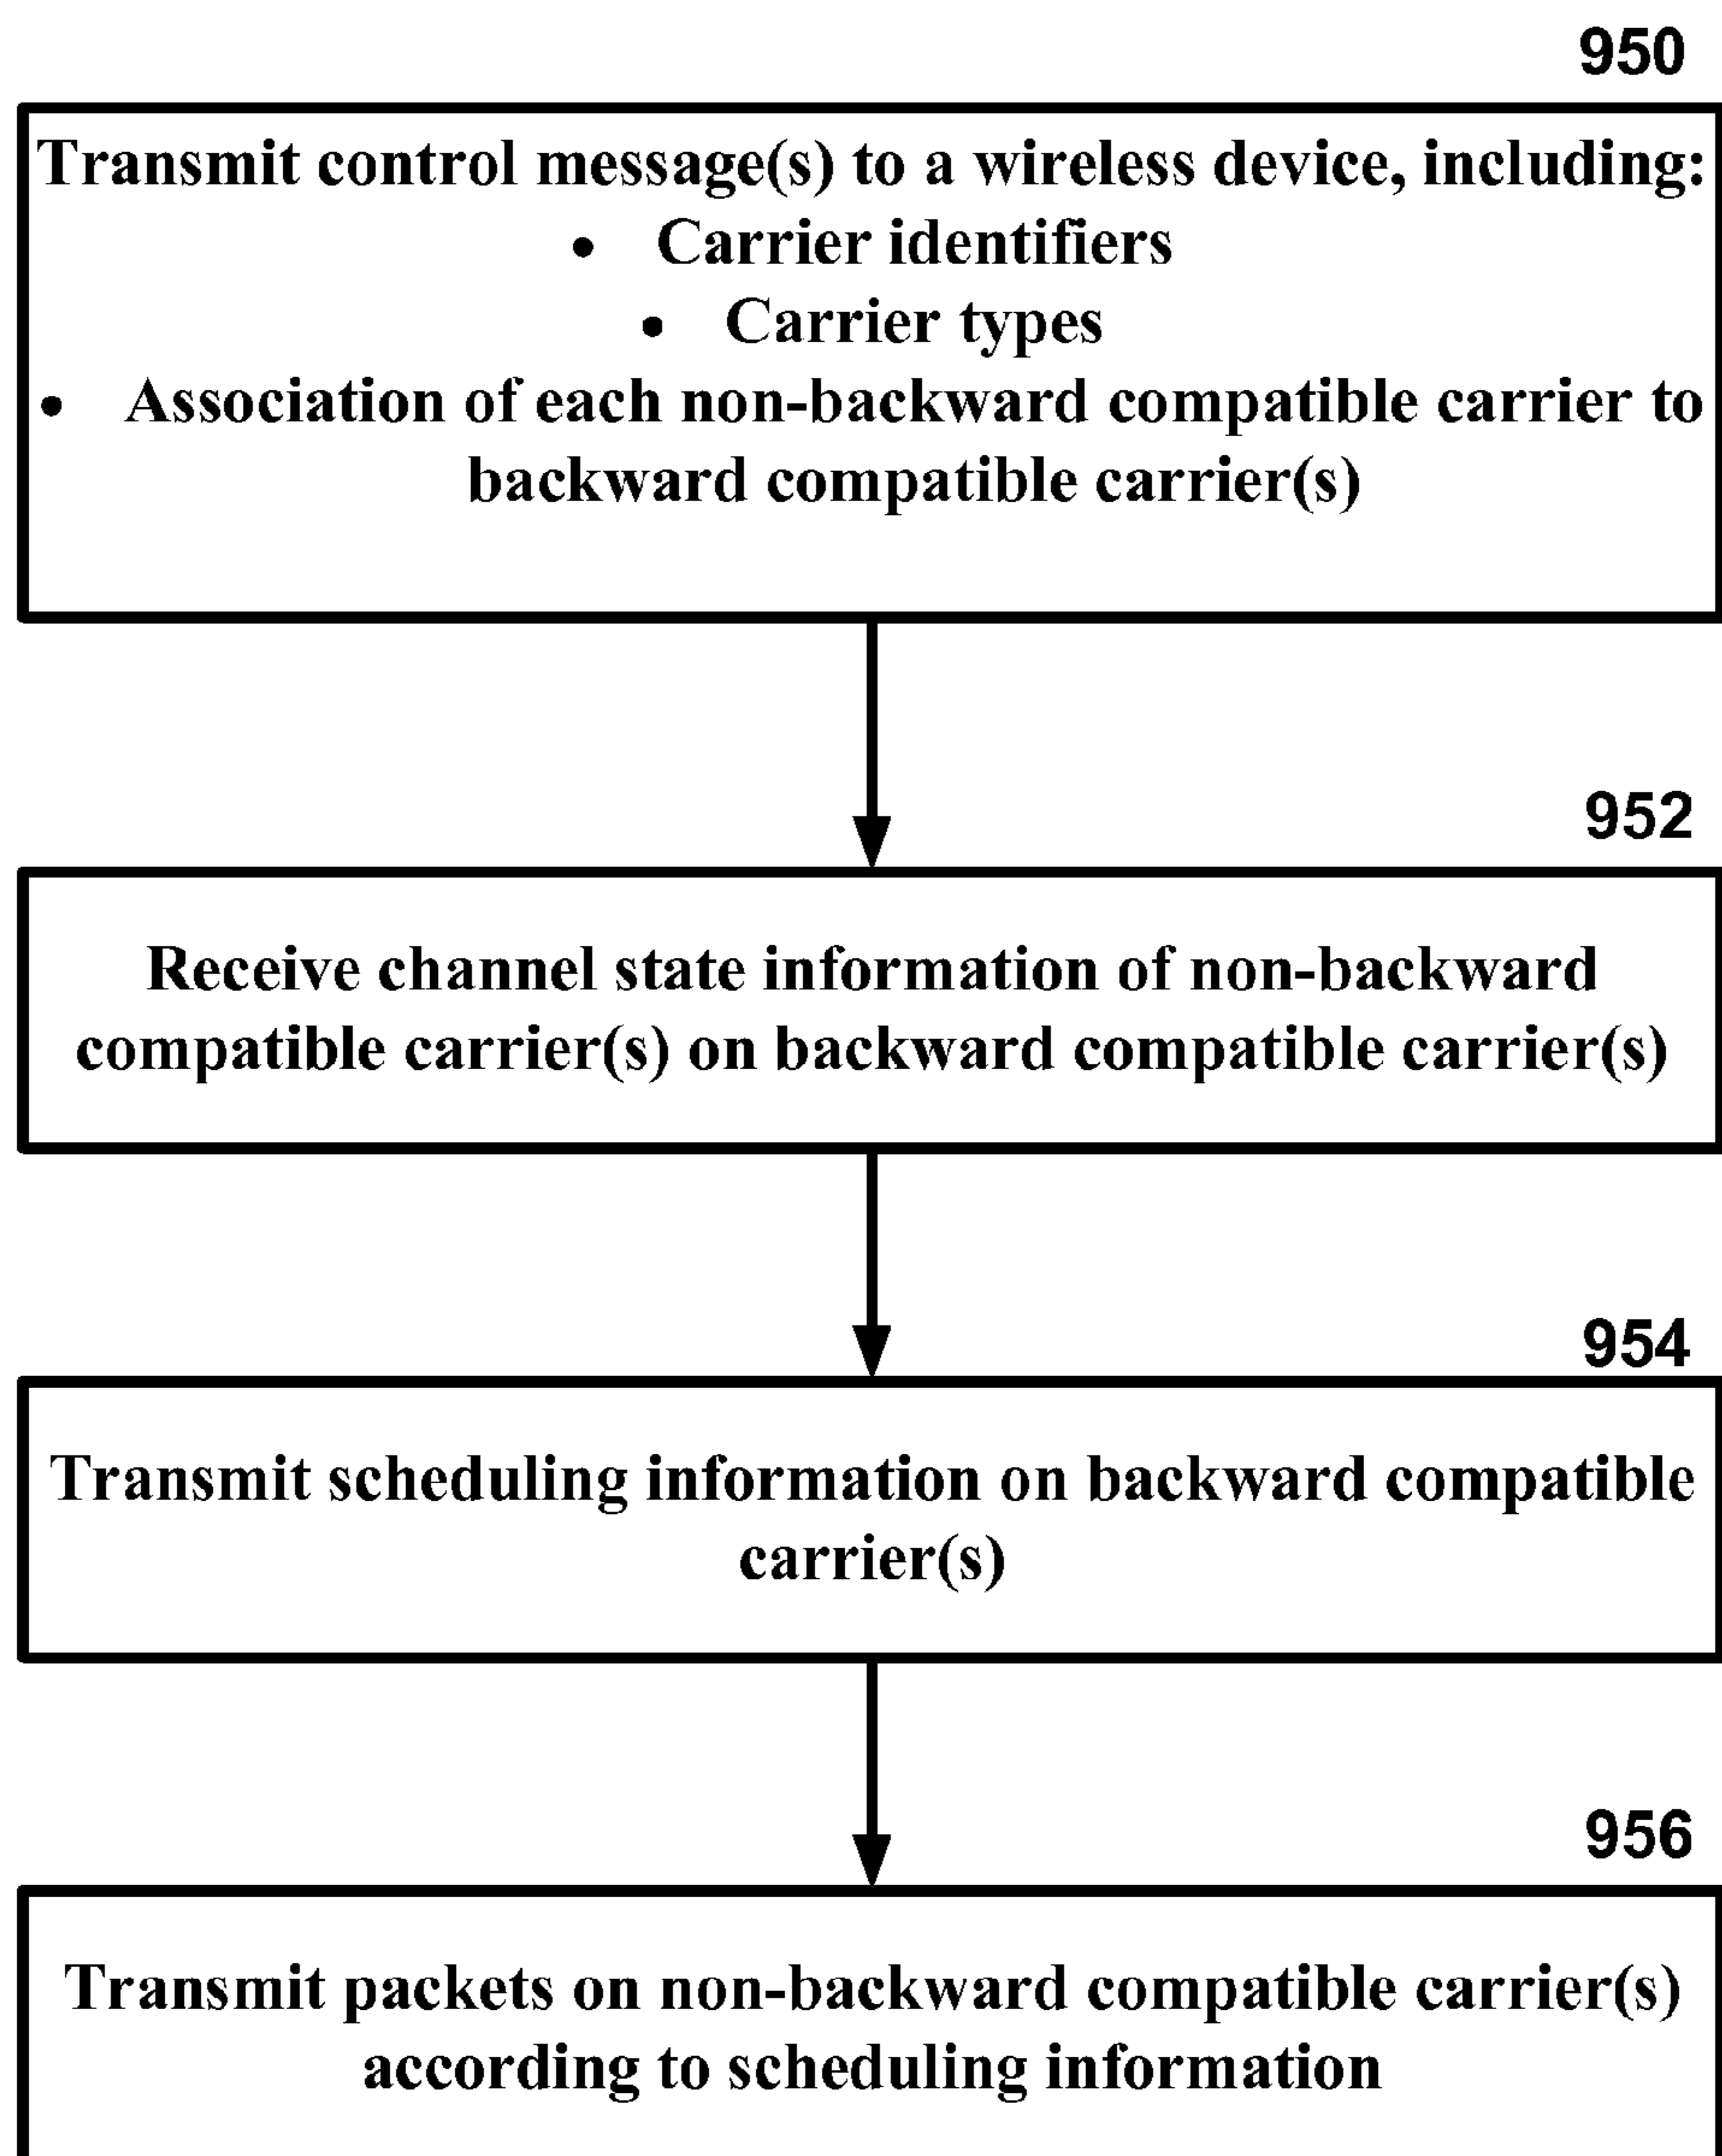 950
Transmit control message(s) to a wireless device, including:
• Carrier identifiers
• Carrier types
• Association of each non-backward compatible carrier to
backward compatible carrier(s)
952
Receive channel state information of non-backward
compatible carrier(s) on backward compatible carrier(s)
954
Transmit scheduling information on backward compatible
carrier(s)
956
Transmit packets on non-backward compatible carrier(s)
according to scheduling information